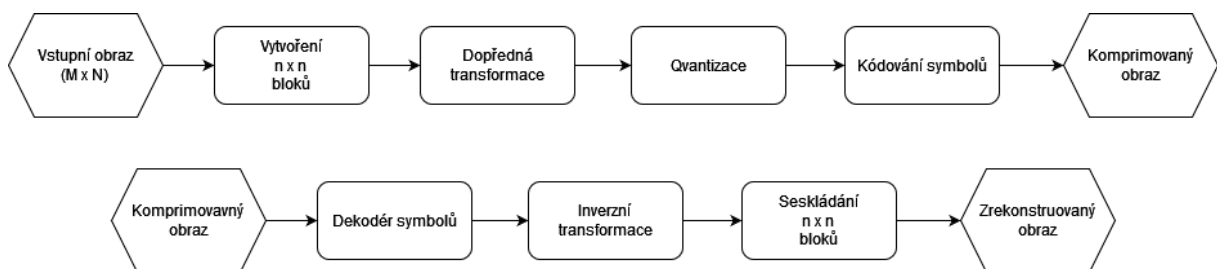 Vstupní obraz
(M x N)
Vytvoření
n x n
bloků
Dopředná
transformace
Qvantizace
Kódování symbolů
Komprimovaný
obraz
Komprimovavný
obraz
Dekodér symbolů
Inverzní
transformace
Seskládání
n x n
bloků
Zrekonstruovaný
obraz